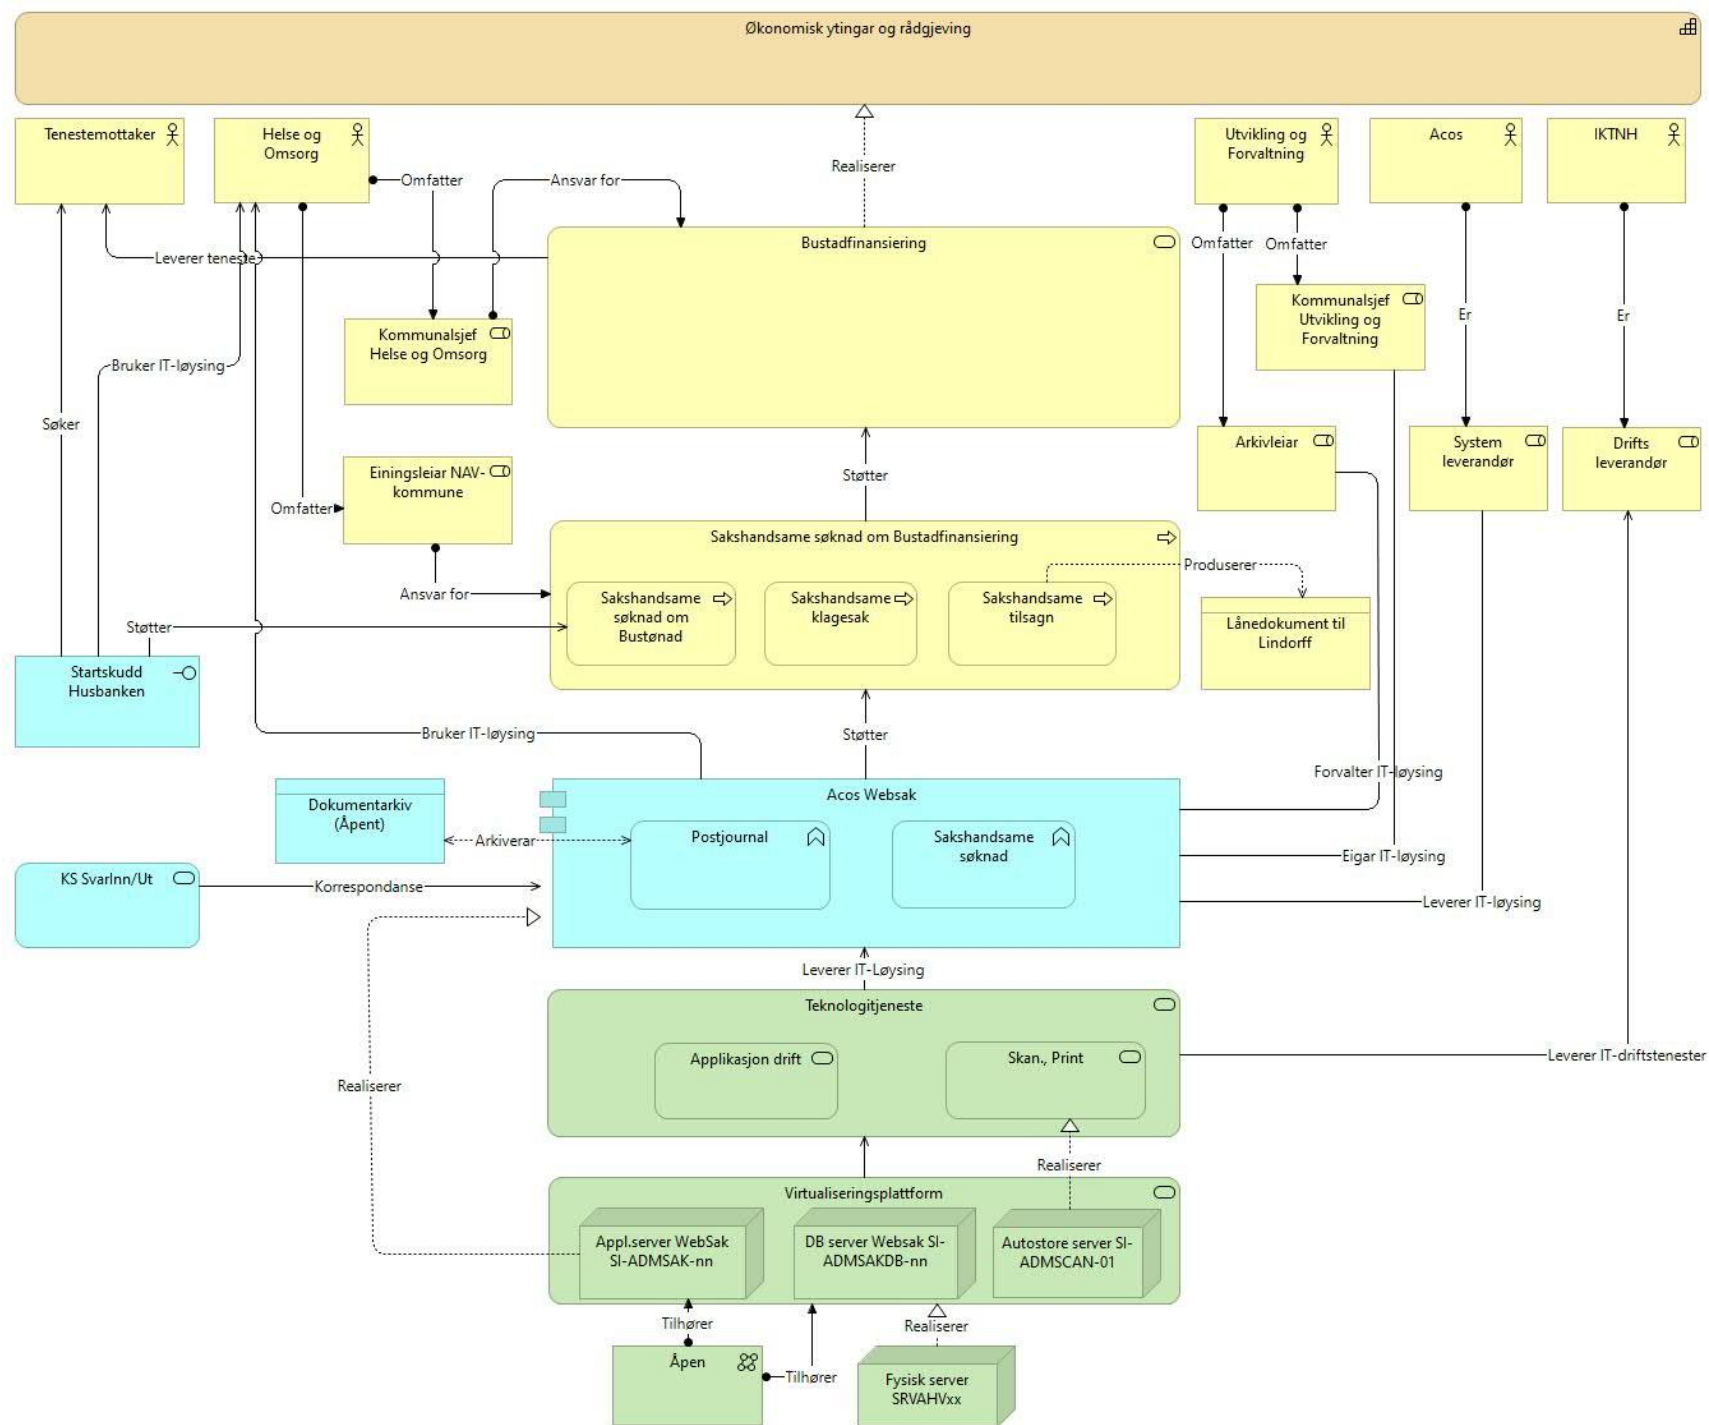 Økonomisk ytingar og rådgjeving
Tenestemottaker
Helse og
Omsorg
Utvikling og
Forvaltning
Acos
IKTNH
Realiserer
Omfatter
Ansvar for
Bustadfinansiering
Omfatter
Omfatter
Leverer teneste
Kommunalsjef
Utvikling og
Forvaltning
Er
Er
Kommunalsjef
Helse og Omsorg
Bruker IT-løysing
Søker
Arkivleiar
System
leverandør
Drifts
leverandør
Einingsleiar NAV-
kommune
Støtter
Omfatter
Sakshandsame søknad om Bustadfinansiering
Produserer
Ansvar for
Sakshandsame
søknad om
Bustønad
Sakshandsame
klagesak
Sakshandsame
tilsagn
Lånedokument til
Lindorff
Støtter
Startskudd
Husbanken
Bruker IT-løysing
Støtter
Forvalter IT-løysing
Acos Websak
Dokumentarkiv
(Åpent)
Arkiverar
Postjournal
Sakshandsame
søknad
Eigar IT-løysing
KS SvarInn/Ut
Korrespondanse
Leverer IT-løysing
Leverer IT-Løysing
Teknologitjeneste
Applikasjon drift
Skan., Print
Leverer IT-driftstenester
Realiserer
Realiserer
Virtualiseringsplattform
Appl.server WebSak
SI-ADMSAK-nn
DB server Websak SI-
ADMSAKDB-nn
Autostore server SI-
ADMSCAN-01
Tilhører
Realiserer
Åpen
Tilhører
Fysisk server
SRVAHVxx